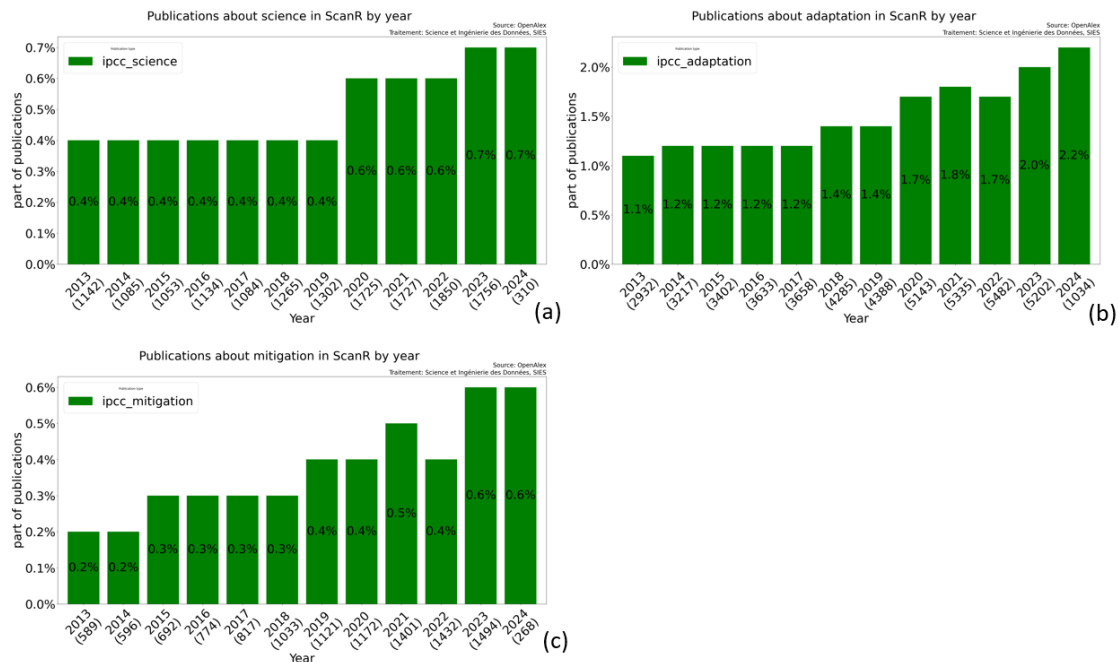 Publications about science in ScanR by year
Source: OpenAlex
Traitement: Science et Ingénierie des Données, SIES
Publication type
ipcc_science
part of publications
0.7%
0.6%
0.5%
0.4%
0.3%
0.2%
0.1%
0.0%
0.4% 0.4% 0.4% 0.4% 0.4% 0.4% 0.4% 0.6% 0.6% 0.6% 0.7% 0.7%
2013 2014 2015 2016 2017 2018 2019 2020 2021 2022 2023 2024
(1142) (1085) (1053) (1134) (1084) (1265) (1302) (1725) (1727) (1850) (1756) (310)
Year
(a)
Publications about adaptation in ScanR by year
Source: OpenAlex
Traitement: Science et Ingénierie des Données, SIES
Publication type
ipcc_adaptation
part of publications
2.0%
1.5%
1.0%
0.5%
0.0%
1.1% 1.2% 1.2% 1.2% 1.2% 1.4% 1.4% 1.7% 1.8% 1.7% 2.0% 2.2%
2013 2014 2015 2016 2017 2018 2019 2020 2021 2022 2023 2024
(2932) (3217) (3402) (3633) (3658) (4285) (4388) (5143) (5335) (5482) (5202) (1034)
Year
(b)
Publications about mitigation in ScanR by year
Source: OpenAlex
Traitement: Science et Ingénierie des Données, SIES
Publication type
ipcc_mitigation
part of publications
0.6%
0.5%
0.4%
0.3%
0.2%
0.1%
0.0%
0.2% 0.2% 0.3% 0.3% 0.3% 0.3% 0.4% 0.4% 0.5% 0.4% 0.6% 0.6%
2013 2014 2015 2016 2017 2018 2019 2020 2021 2022 2023 2024
(589) (596) (692) (774) (817) (1033) (1121) (1172) (1401) (1432) (1494) (268)
Year
(c)